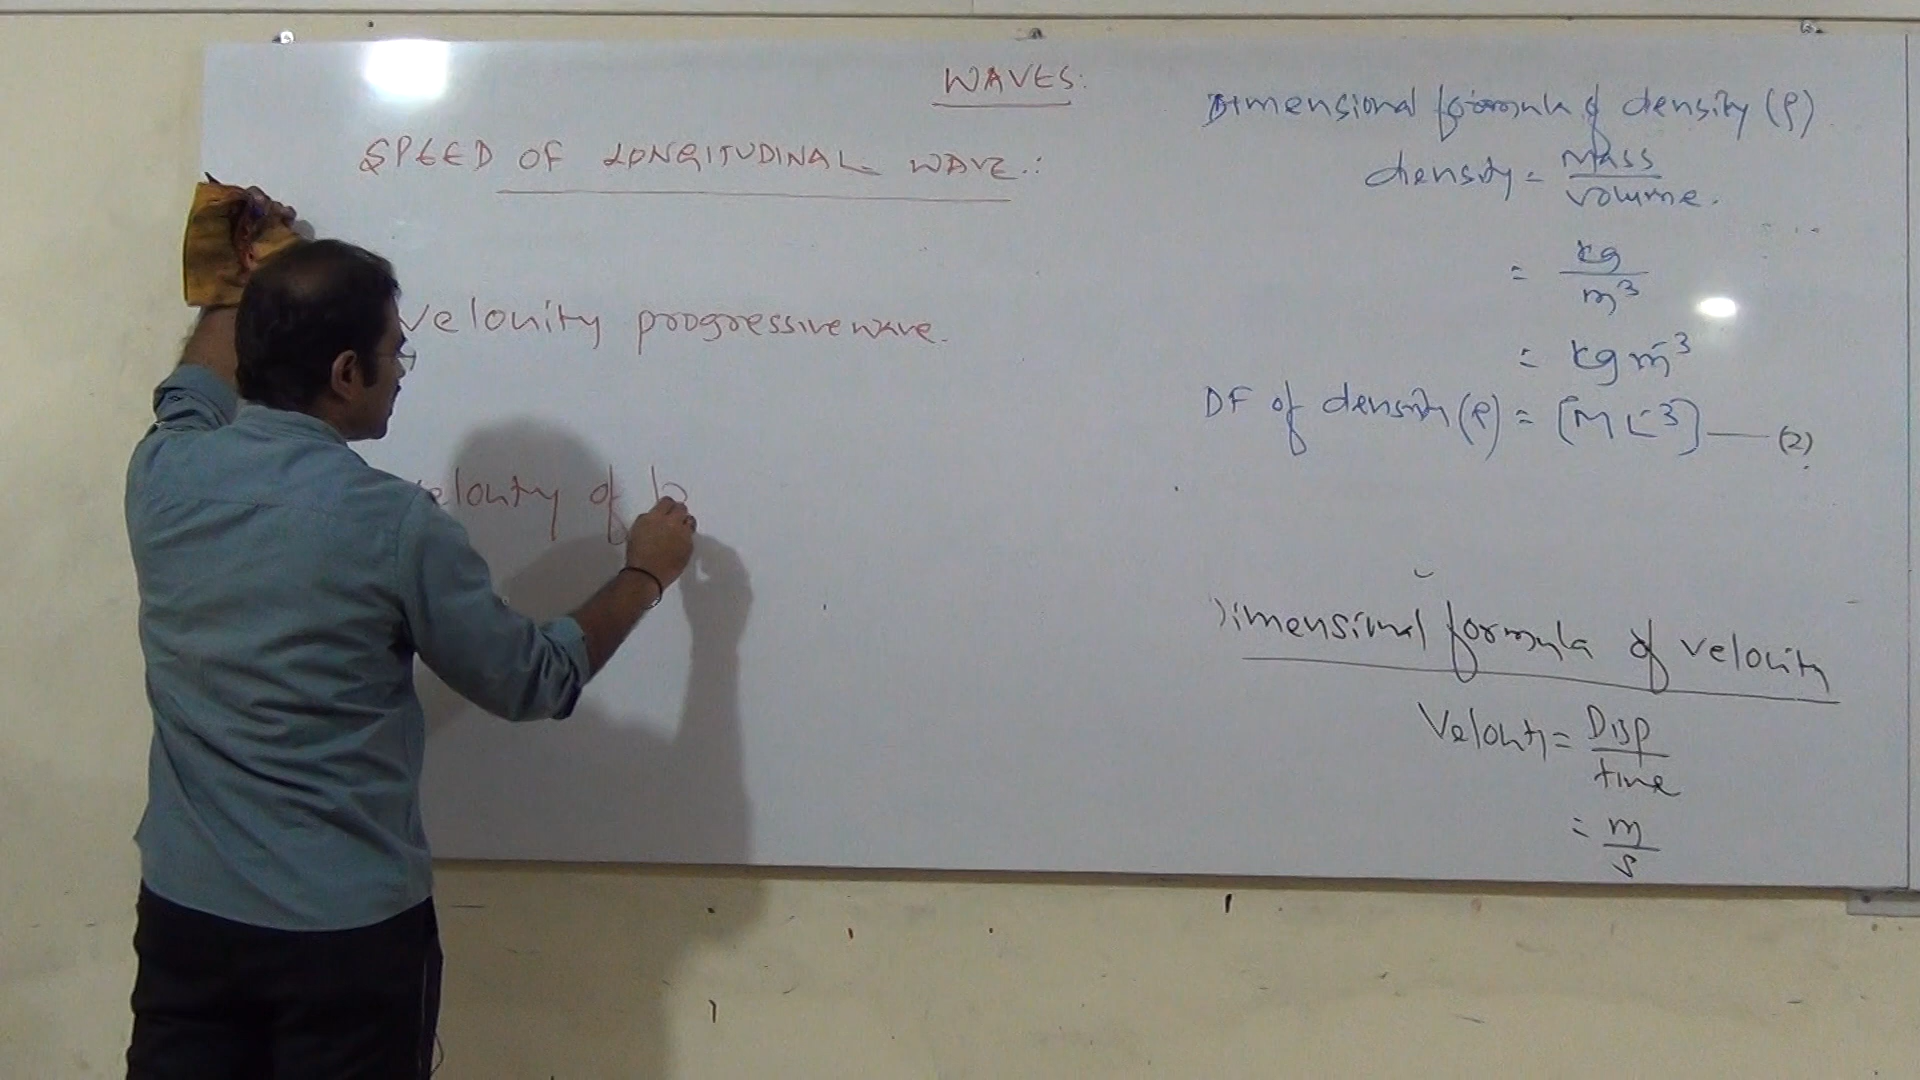 WAVES:
SPEED OF LONGITUDINAL WAVE.:
velocity progressive wave.
velocity of
Dimensional formula of density (ρ)
density = Mass / volume.
= kg / m³
= kg m⁻³
DF of density (ρ) = [M L⁻³] — (2)
Dimensional formula of velocity
Velocity = Disp / time
= m / s